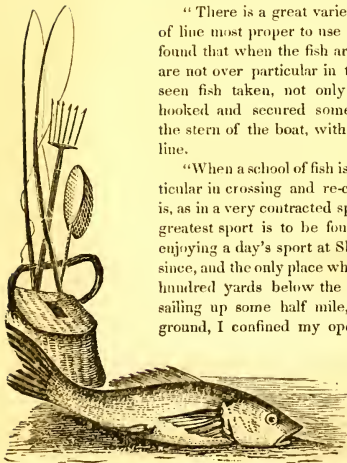 “ There is a great varie
of line most proper to use
found that when the fish ar
are not over particular in t
seen fish taken, not only
hooked and secured some
the stern of the boat, with
line.
“When a school of fish is
ticular in crossing and re-c
is, as in a very contracted sp
greatest sport is to be foun
enjoying a day's sport at Sl
since, and the only place wh
hundred yards below the
sailing up some half mile,
ground, I confined my ope